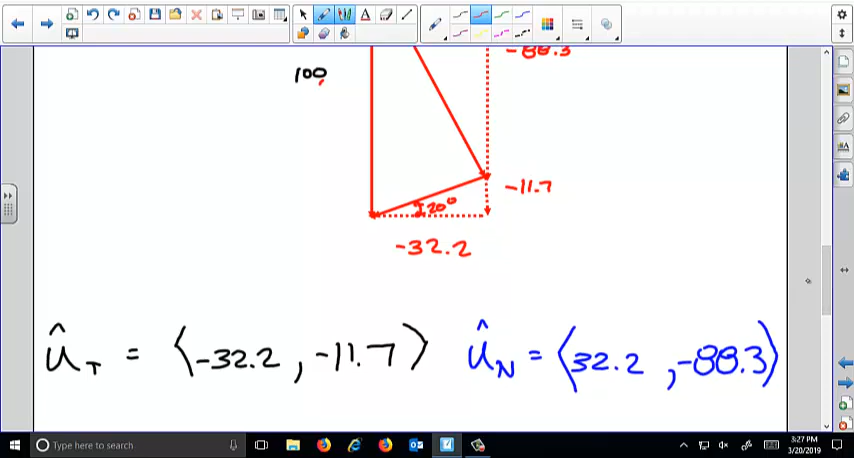 -88.3
100
-11.7
20°
-32.2
û_T = ⟨-32.2 , -11.7⟩ û_N = ⟨32.2 , -88.3⟩
Type here to search
3:27 PM
3/20/2019